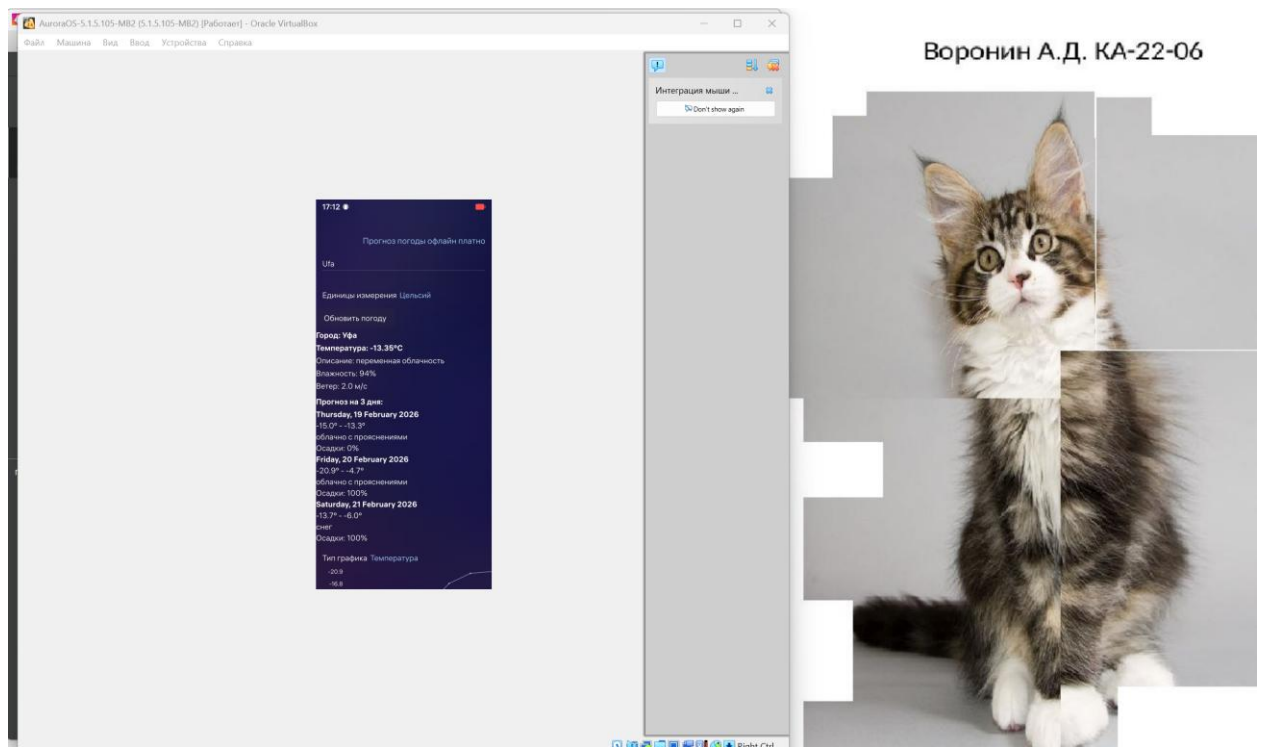 AuroraOS-5.1.5.105-MB2 (5.1.5.105-MB2) [Работает] - Oracle VirtualBox
Файл Машина Вид Ввод Устройства Справка
Интеграция мыши ...
Don't show again
17:12
Прогноз погоды офлайн платно
Ufa
Единицы измерения Цельсий
Обновить погоду
Город: Уфа
Температура: -13.35°C
Описание: переменная облачность
Влажность: 94%
Ветер: 2.0 м/с
Прогноз на 3 дня:
Thursday, 19 February 2026
-15.0° - -13.3°
облачно с прояснениями
Осадки: 0%
Friday, 20 February 2026
-20.9° - -4.7°
облачно с прояснениями
Осадки: 100%
Saturday, 21 February 2026
-13.7° - -6.0°
снег
Осадки: 100%
Тип графика Температура
-20.9
-16.8
Right Ctrl
Воронин А.Д. КА-22-06